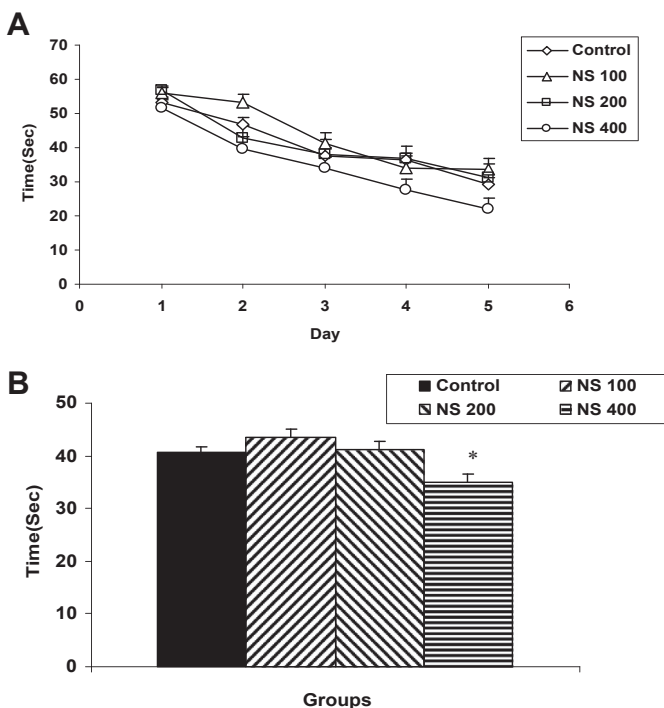 A
70
60
50
40
30
20
10
0
Time(Sec)
0 1 2 3 4 5 6
Day
Control
NS 100
NS 200
NS 400
B
Control NS 100
NS 200 NS 400
50
40
30
20
10
0
Time(Sec)
*
Groups